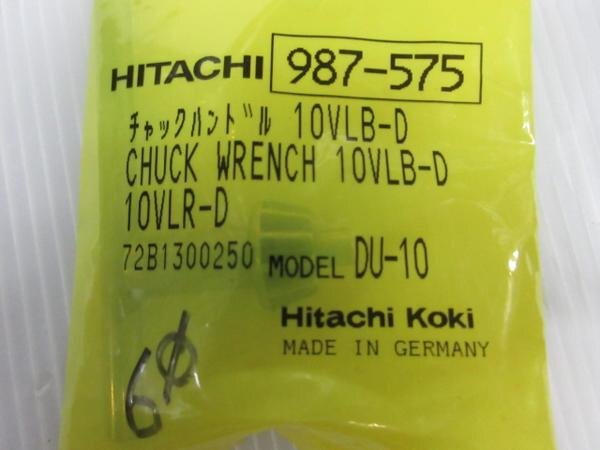 HITACHI 987-575
チャックハンドル 10VLB-D
CHUCK WRENCH 10VLB-D
10VLR-D
72B1300250 MODEL DU-10
Hitachi Koki
MADE IN GERMANY
6φ